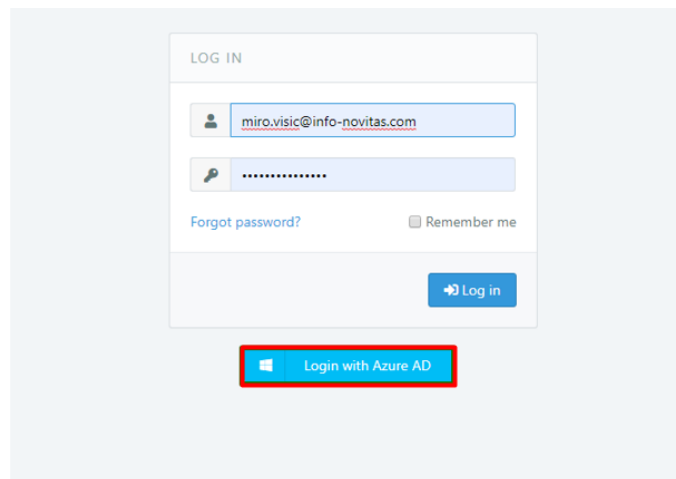 LOG IN
miro.visic@info-novitas.com
•••••••••••••••
Forgot password? Remember me
Log in
Login with Azure AD